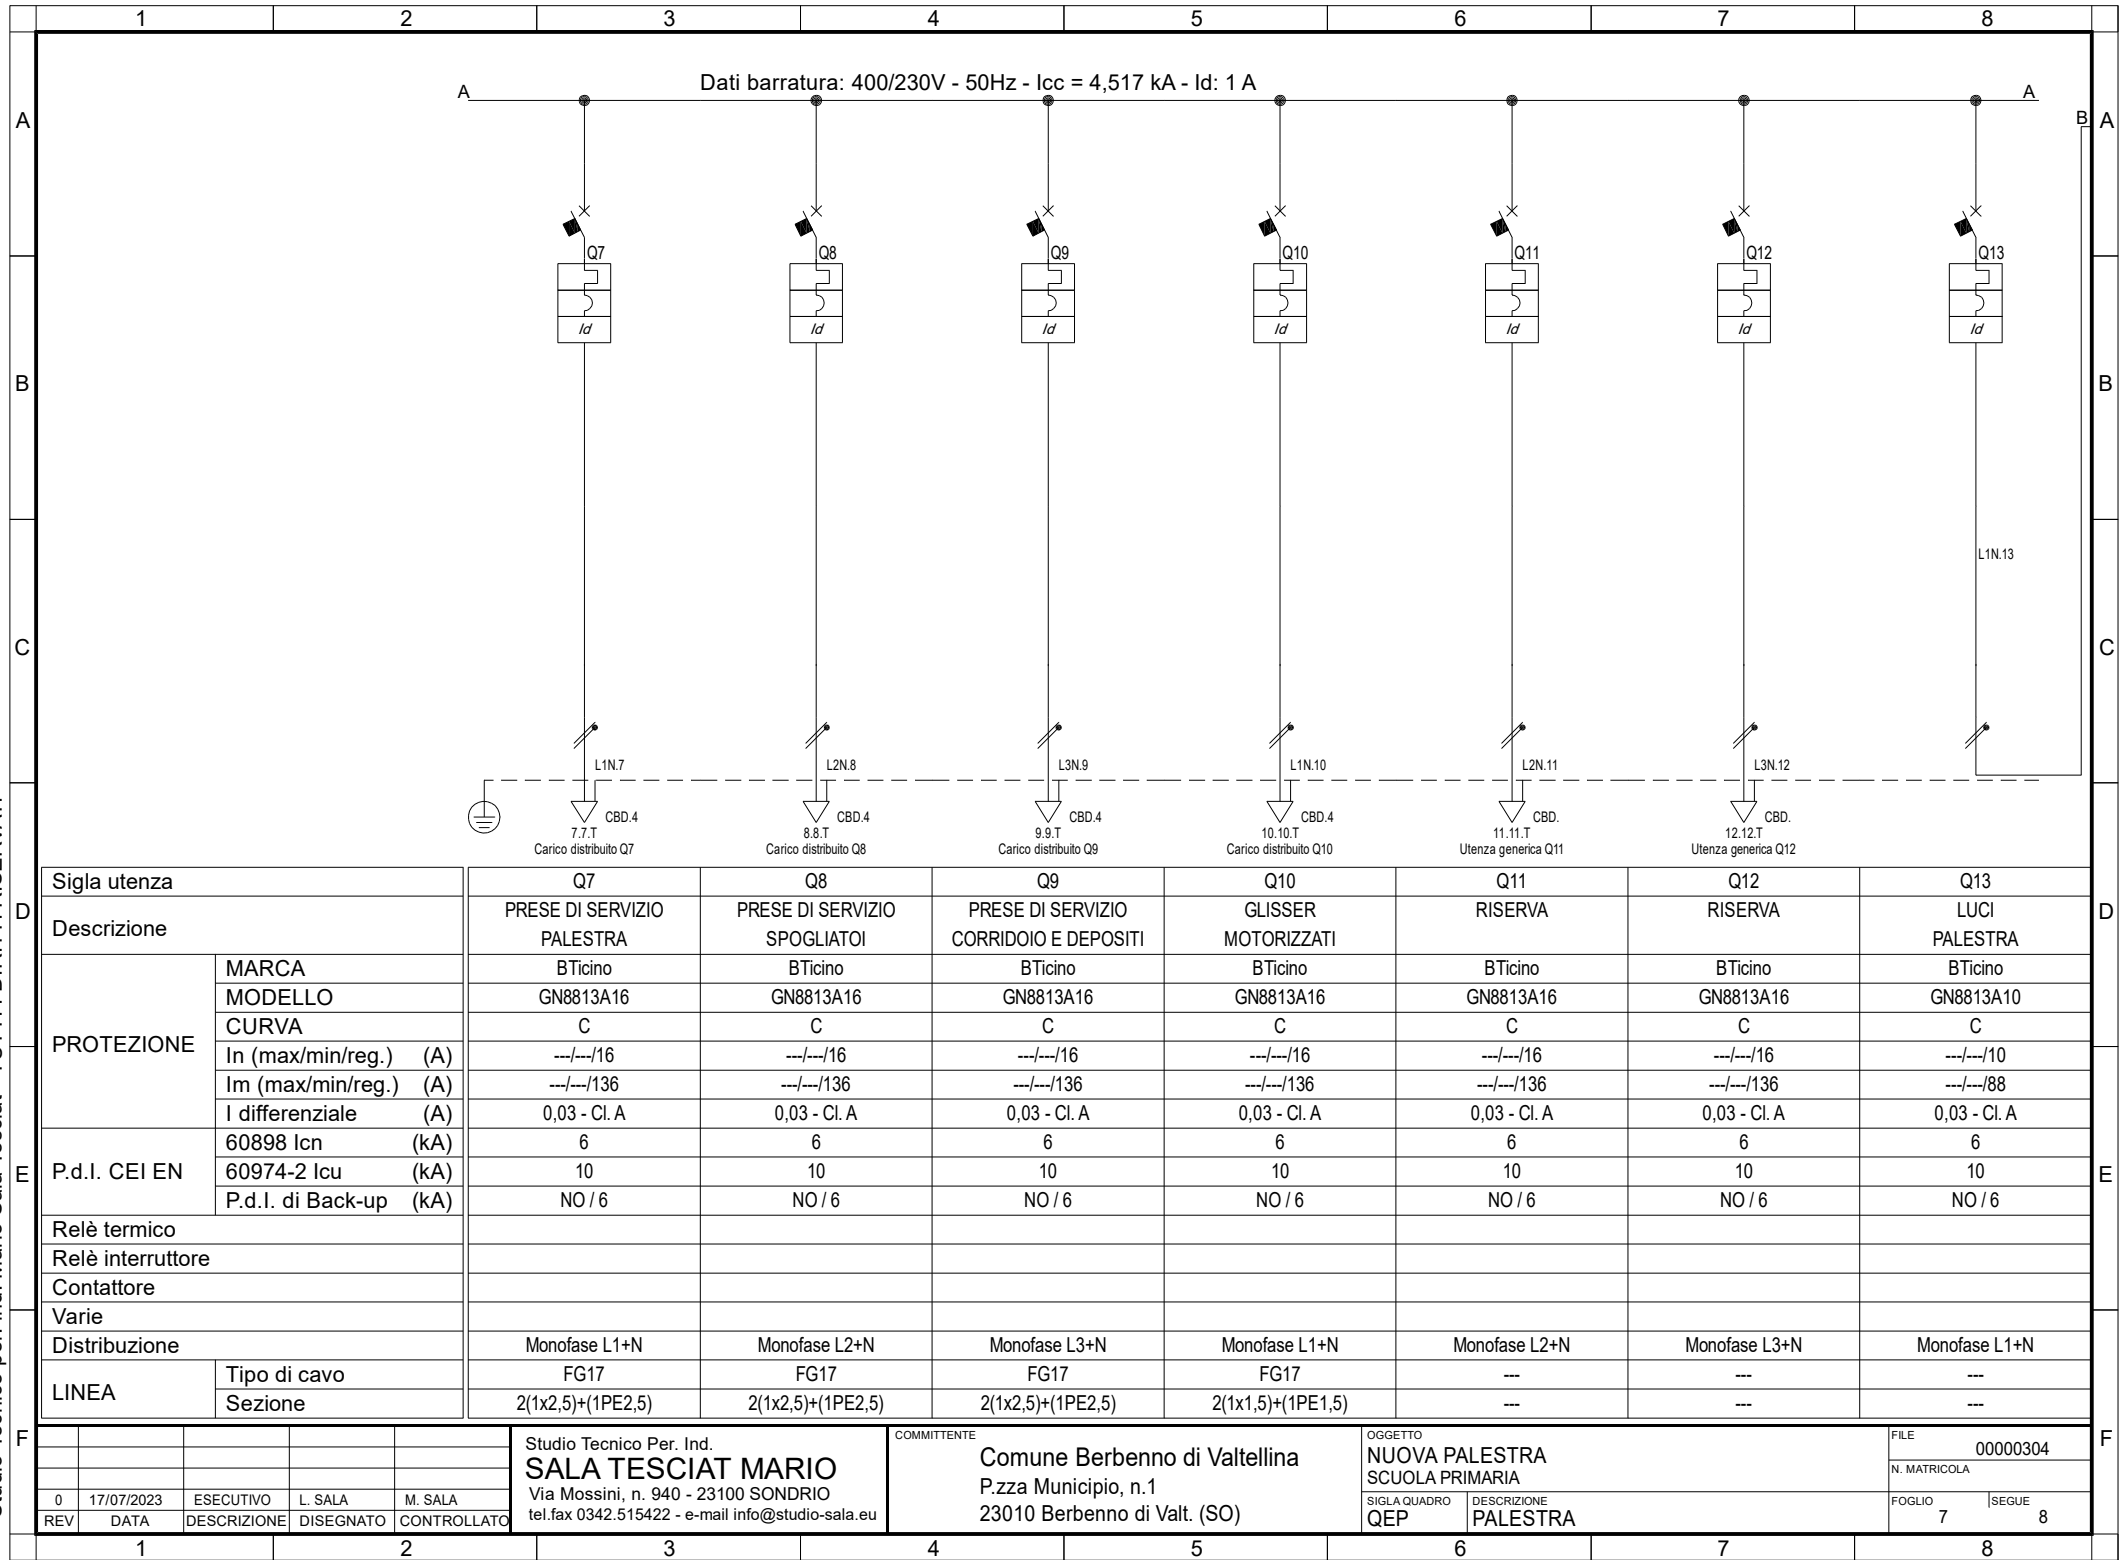 1 2 3 4 5 6 7 8
Dati barratura: 400/230V - 50Hz - Icc = 4,517 kA - Id: 1 A
A A
B
A A
Q7 Q8 Q9 Q10 Q11 Q12 Q13
Id Id Id Id Id Id Id
B B
L1N.13
C C
L1N.7 L2N.8 L3N.9 L1N.10 L2N.11 L3N.12
CBD.4 CBD.4 CBD.4 CBD.4 CBD. CBD.
7.7.T 8.8.T 9.9.T 10.10.T 11.11.T 12.12.T
Carico distribuito Q7 Carico distribuito Q8 Carico distribuito Q9 Carico distribuito Q10 Utenza generica Q11 Utenza generica Q12
Sigla utenza Q7 Q8 Q9 Q10 Q11 Q12 Q13
D D
Descrizione
PRESE DI SERVIZIO PRESE DI SERVIZIO PRESE DI SERVIZIO GLISSER RISERVA RISERVA LUCI
PALESTRA SPOGLIATOI CORRIDOIO E DEPOSITI MOTORIZZATI PALESTRA
PROTEZIONE
MARCA BTicino BTicino BTicino BTicino BTicino BTicino BTicino
MODELLO GN8813A16 GN8813A16 GN8813A16 GN8813A16 GN8813A16 GN8813A16 GN8813A10
CURVA C C C C C C C
In (max/min/reg.) (A) ---/---/16 ---/---/16 ---/---/16 ---/---/16 ---/---/16 ---/---/16 ---/---/10
Im (max/min/reg.) (A) ---/---/136 ---/---/136 ---/---/136 ---/---/136 ---/---/136 ---/---/136 ---/---/88
I differenziale (A) 0,03 - Cl. A 0,03 - Cl. A 0,03 - Cl. A 0,03 - Cl. A 0,03 - Cl. A 0,03 - Cl. A 0,03 - Cl. A
E E
P.d.I. CEI EN
60898 Icn (kA) 6 6 6 6 6 6 6
60974-2 Icu (kA) 10 10 10 10 10 10 10
P.d.I. di Back-up (kA) NO / 6 NO / 6 NO / 6 NO / 6 NO / 6 NO / 6 NO / 6
Relè termico
Relè interruttore
Contattore
Varie
Distribuzione Monofase L1+N Monofase L2+N Monofase L3+N Monofase L1+N Monofase L2+N Monofase L3+N Monofase L1+N
LINEA
Tipo di cavo FG17 FG17 FG17 FG17 --- --- ---
Sezione 2(1x2,5)+(1PE2,5) 2(1x2,5)+(1PE2,5) 2(1x2,5)+(1PE2,5) 2(1x1,5)+(1PE1,5) --- --- ---
F F
0 17/07/2023 ESECUTIVO L. SALA M. SALA
REV DATA DESCRIZIONE DISEGNATO CONTROLLATO
Studio Tecnico Per. Ind.
SALA TESCIAT MARIO
Via Mossini, n. 940 - 23100 SONDRIO
tel.fax 0342.515422 - e-mail info@studio-sala.eu
COMMITTENTE
Comune Berbenno di Valtellina
P.zza Municipio, n.1
23010 Berbenno di Valt. (SO)
OGGETTO
NUOVA PALESTRA
SCUOLA PRIMARIA
SIGLA QUADRO
QEP
DESCRIZIONE
PALESTRA
FILE
00000304
N. MATRICOLA
FOGLIO SEGUE
7 8
1 2 3 4 5 6 7 8